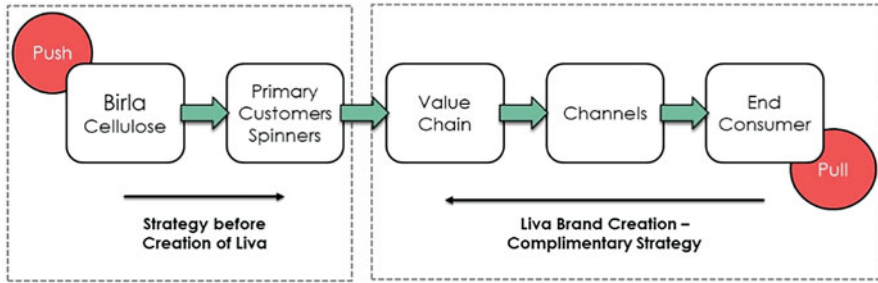 Push
Birla
Cellulose
Primary
Customers
Spinners
Value
Chain
Channels
End
Consumer
Pull
Strategy before
Creation of Liva
Liva Brand Creation –
Complimentary Strategy